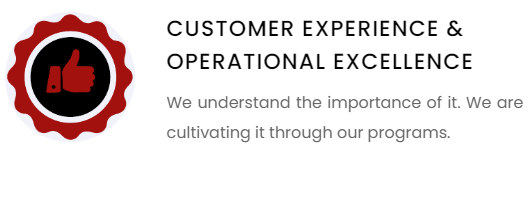 CUSTOMER EXPERIENCE &
OPERATIONAL EXCELLENCE
We understand the importance of it. We are
cultivating it through our programs.